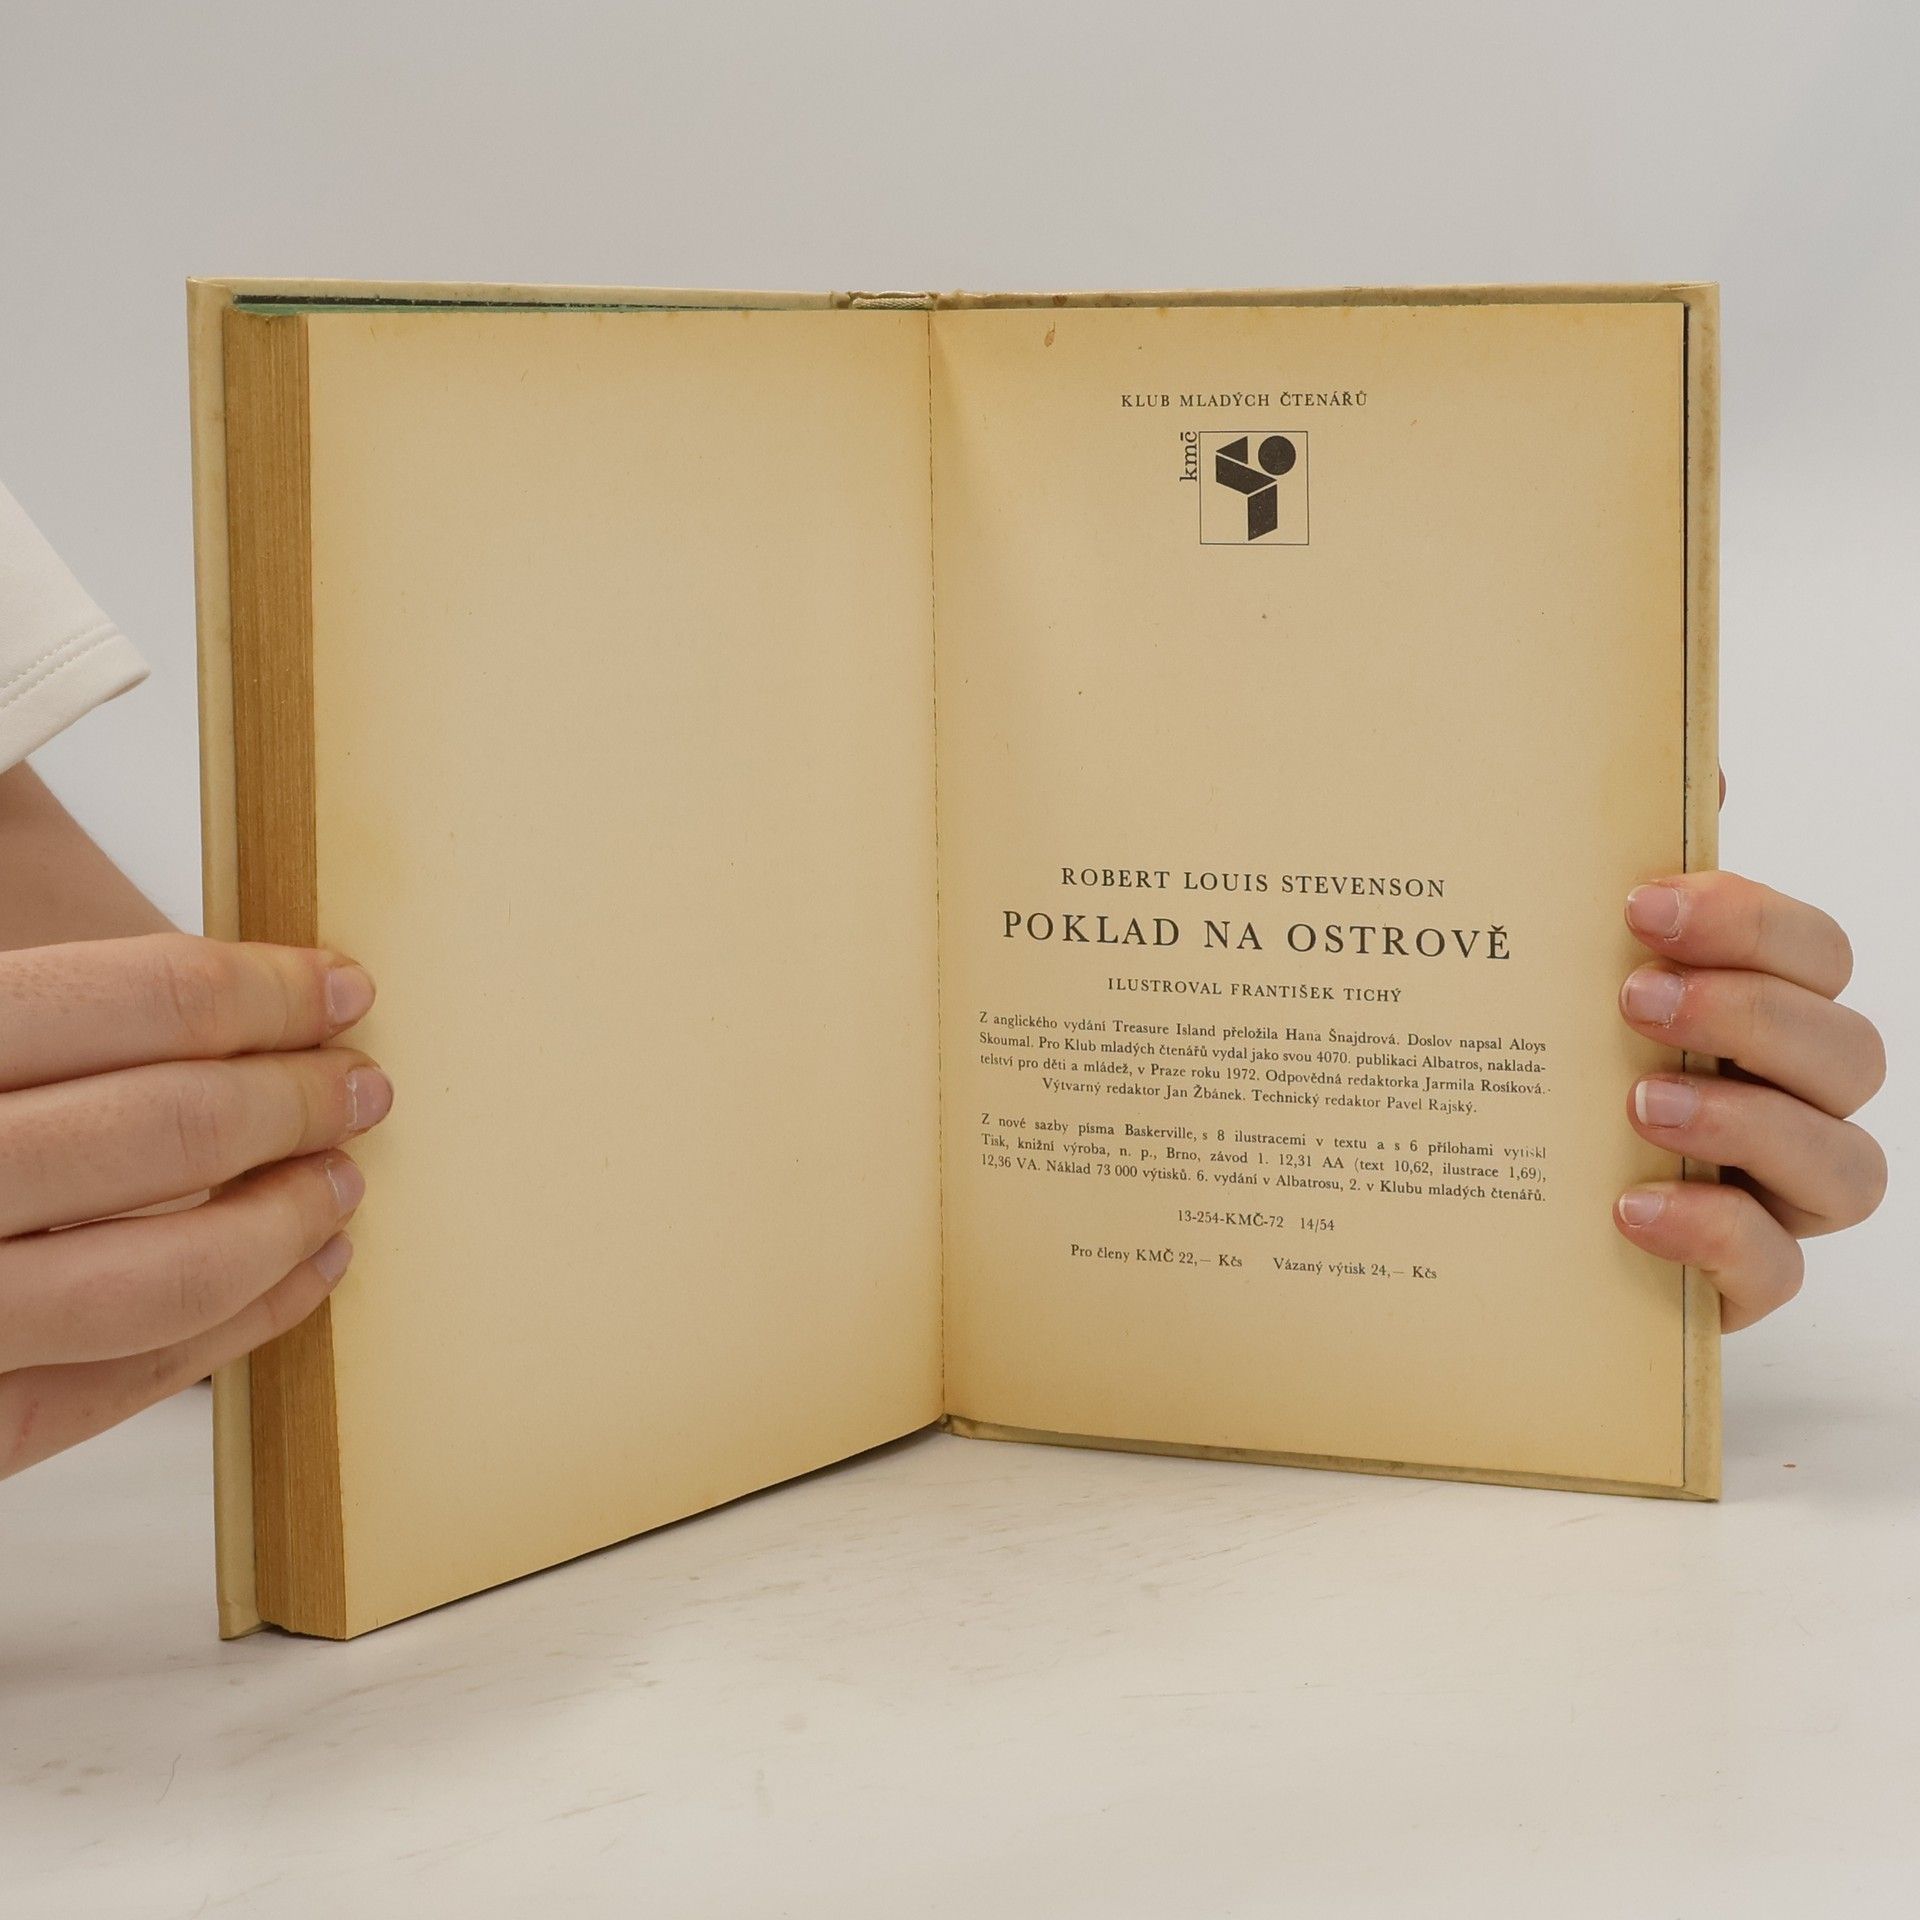 KLUB MLADÝCH ČTENÁŘŮ
kmč
ROBERT LOUIS STEVENSON
POKLAD NA OSTROVĚ
ILUSTROVAL FRANTIŠEK TICHÝ
Z anglického vydání Treasure Island přeložila Hana Šnajdrová. Doslov napsal Aloys
Skoumal. Pro Klub mladých čtenářů vydal jako svou 4070. publikaci Albatros, naklada-
telství pro děti a mládež, v Praze roku 1972. Odpovědná redaktorka Jarmila Rosíková.
Výtvarný redaktor Jan Žbánek. Technický redaktor Pavel Rajský.
Z nové sazby písma Baskerville, s 8 ilustracemi v textu a s 6 přílohami vytiskl
Tisk, knižní výroba, n. p., Brno, závod 1. 12,31 AA (text 10,62, ilustrace 1,69),
12,36 VA. Náklad 73 000 výtisků. 6. vydání v Albatrosu, 2. v Klubu mladých čtenářů.
13-254-KMČ-72 14/54
Pro členy KMČ 22,— Kčs Vázaný výtisk 24,— Kčs